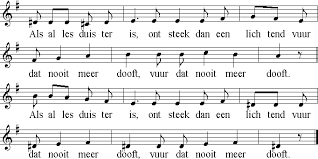 Als al les duis ter is, ont steek dan een lich tend vuur
dat nooit meer dooft, vuur dat nooit meer dooft.
Als al les duis ter is, ont steek dan een lich tend vuur
dat nooit meer dooft, vuur dat nooit meer dooft.